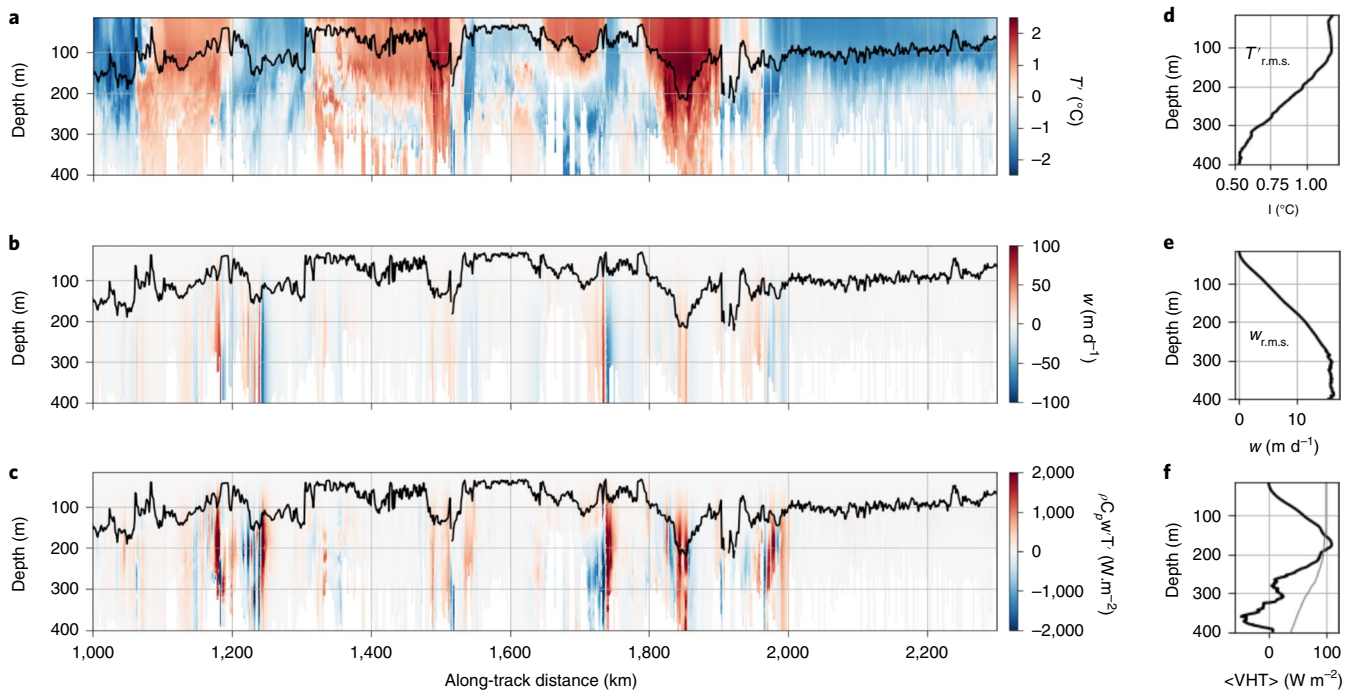 a
Depth (m)
100
200
300
400
2
1
0
−1
−2
T′ (°C)
b
Depth (m)
100
200
300
400
100
50
0
−50
−100
w (m d−1)
c
Depth (m)
100
200
300
400
2,000
1,000
0
−1,000
−2,000
ρCpwT′ (W.m−2)
1,000 1,200 1,400 1,600 1,800 2,000 2,200
Along-track distance (km)
d
Depth (m)
100
200
300
400
T′r.m.s.
0.50 0.75 1.00
I (°C)
e
Depth (m)
100
200
300
400
wr.m.s.
0 10
w (m d−1)
f
Depth (m)
100
200
300
400
0 100
<VHT> (W m−2)